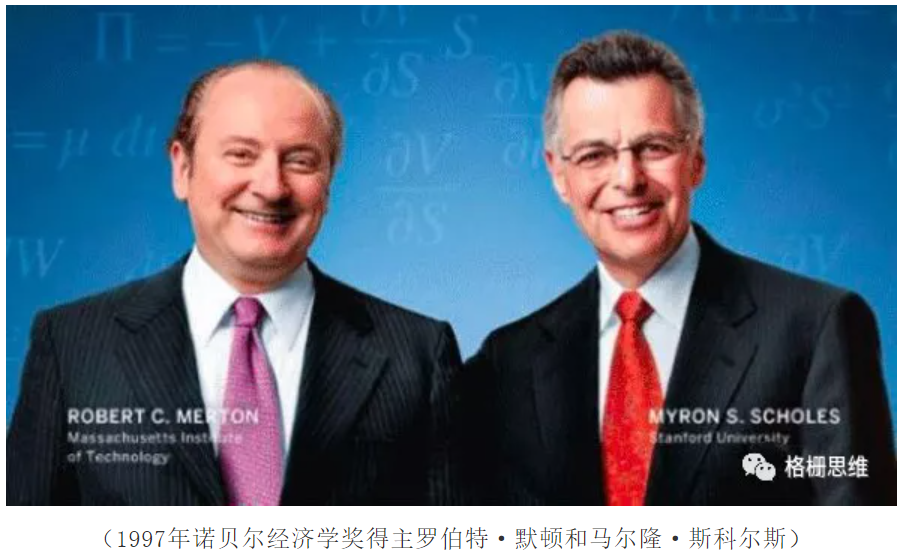 Π = −V + ∂V/∂S S
ROBERT C. MERTON
Massachusetts Institute
of Technology
MYRON S. SCHOLES
Stanford University
格栅思维
（1997年诺贝尔经济学奖得主罗伯特·默顿和马尔隆·斯科尔斯）